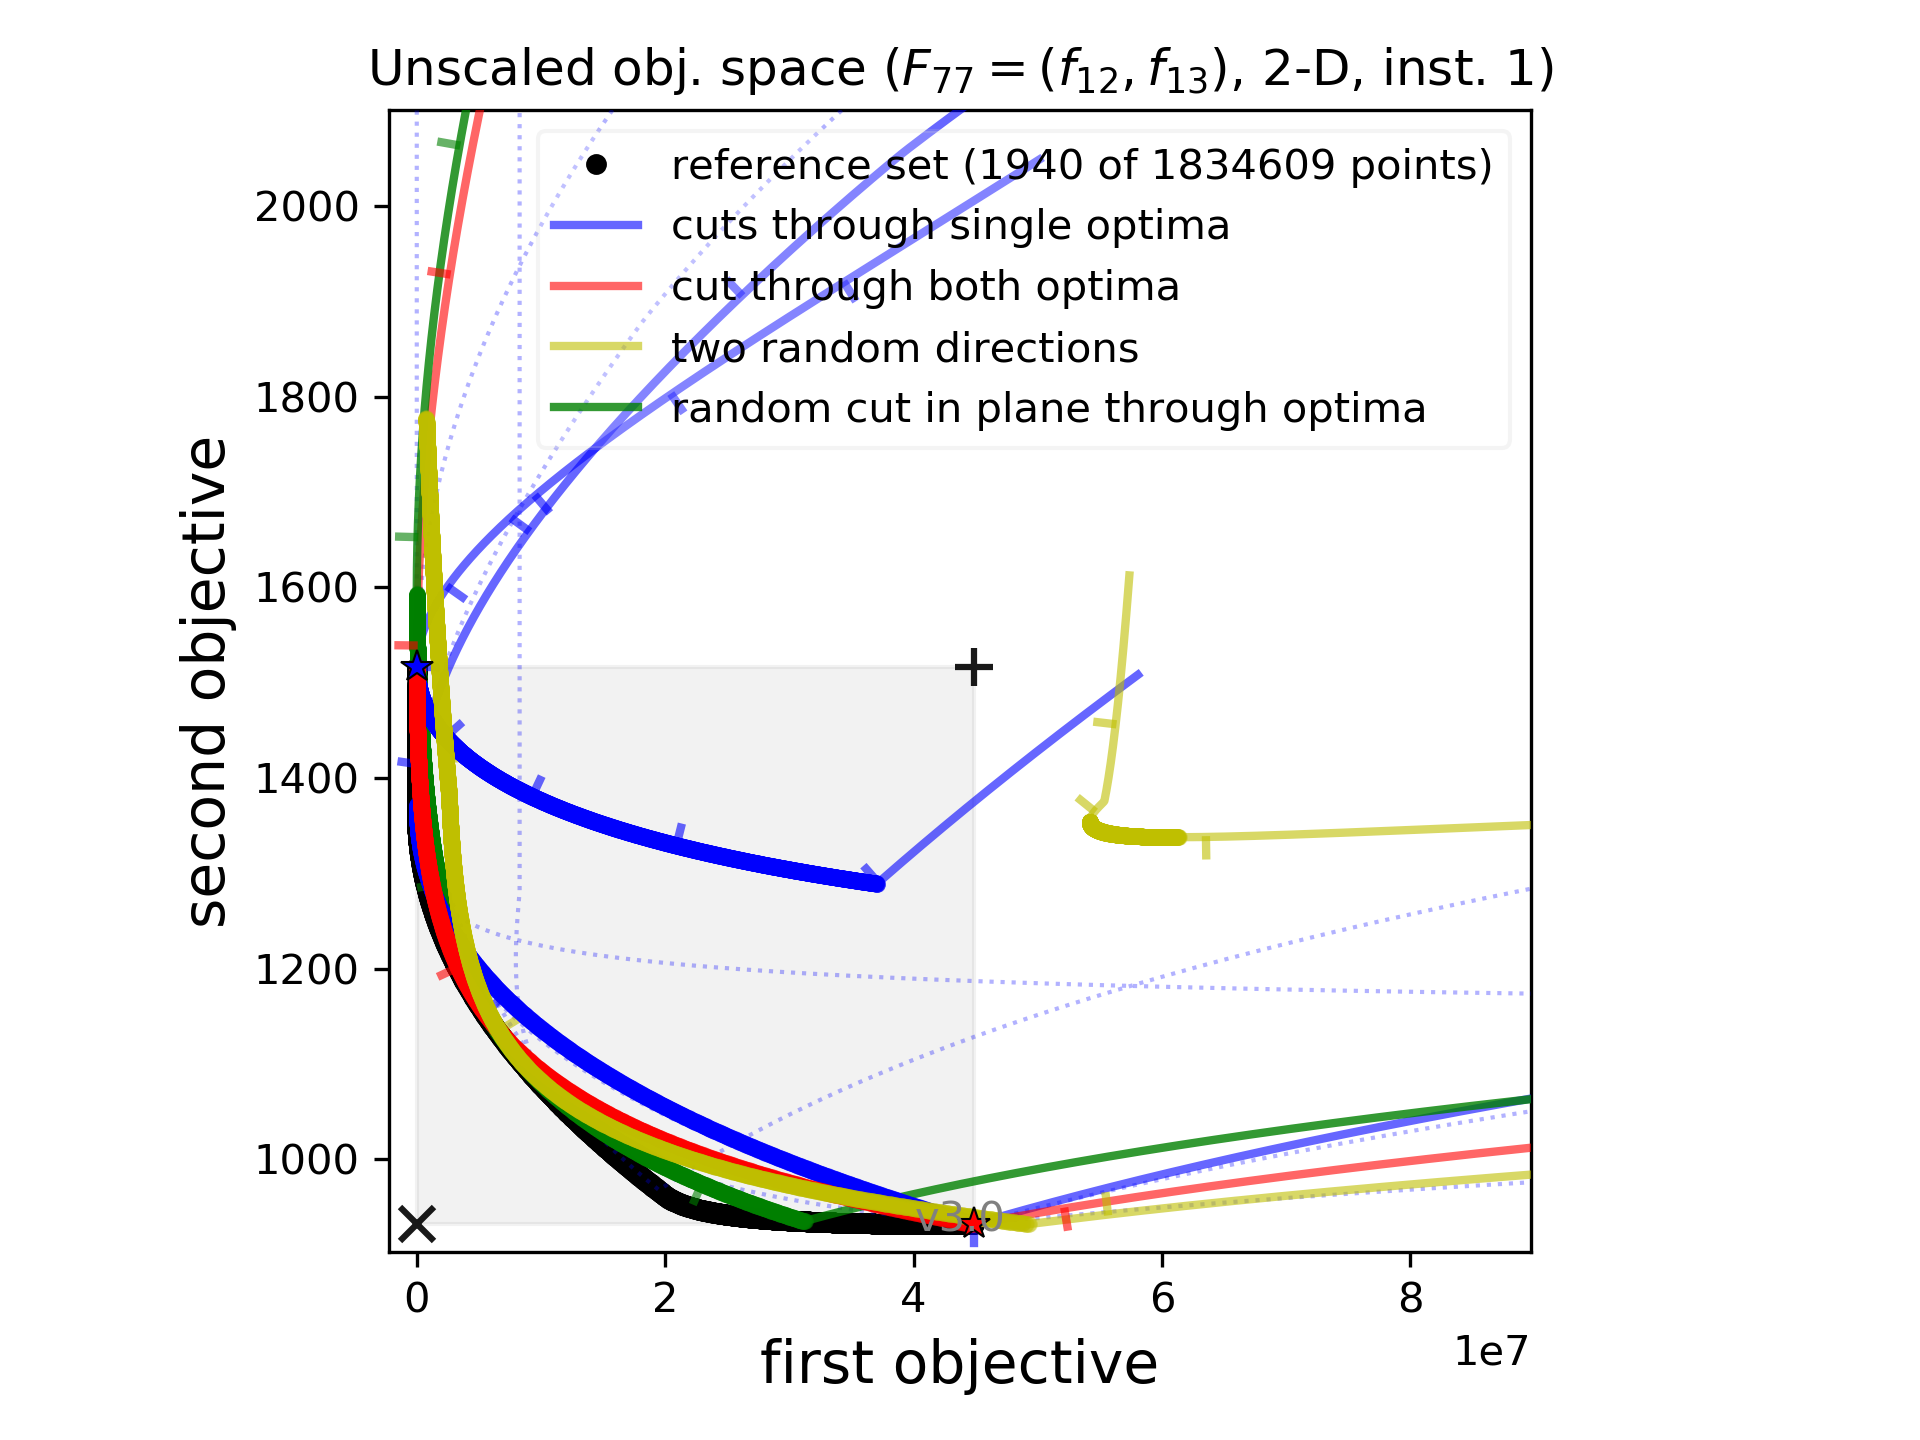 Unscaled obj. space (F77 = (f12, f13), 2-D, inst. 1)
reference set (1940 of 1834609 points)
cuts through single optima
cut through both optima
two random directions
random cut in plane through optima
second objective
2000
1800
1600
1400
1200
1000
v3.0
0 2 4 6 8
1e7
first objective